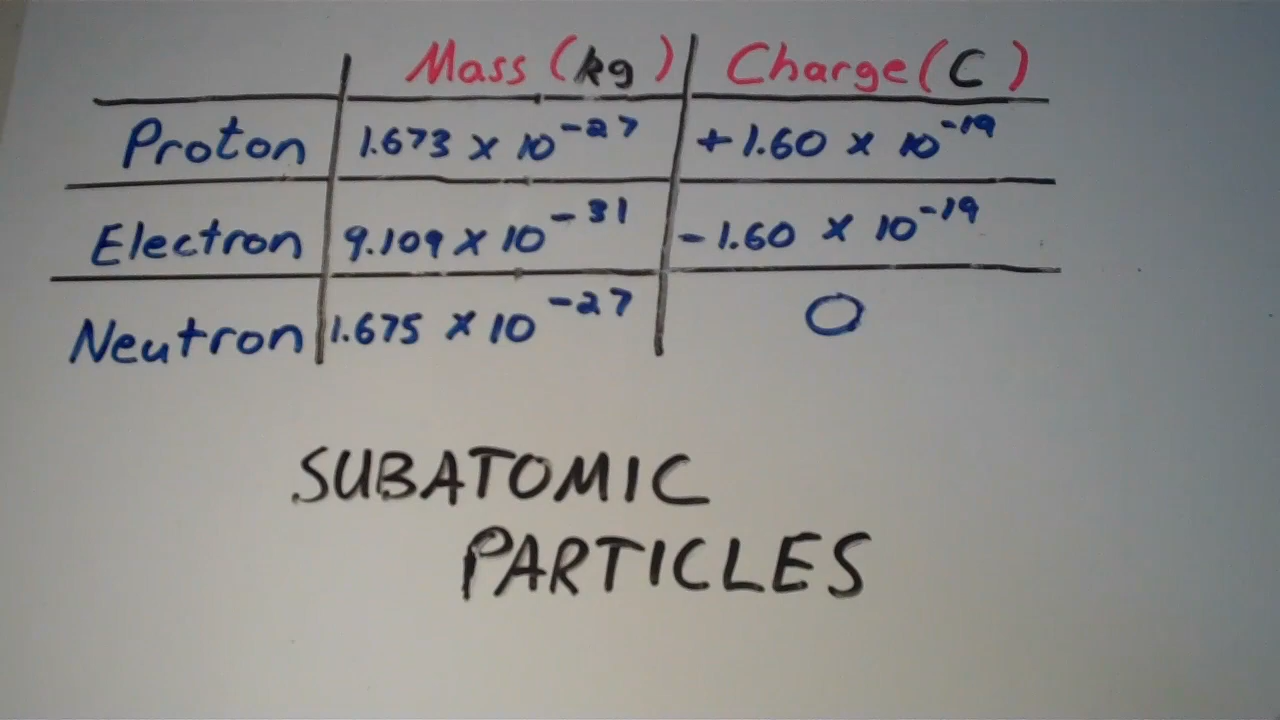 Mass (kg) Charge (C)
Proton 1.673 x 10^-27 +1.60 x 10^-19
Electron 9.109 x 10^-31 -1.60 x 10^-19
Neutron 1.675 x 10^-27 0
SUBATOMIC
PARTICLES